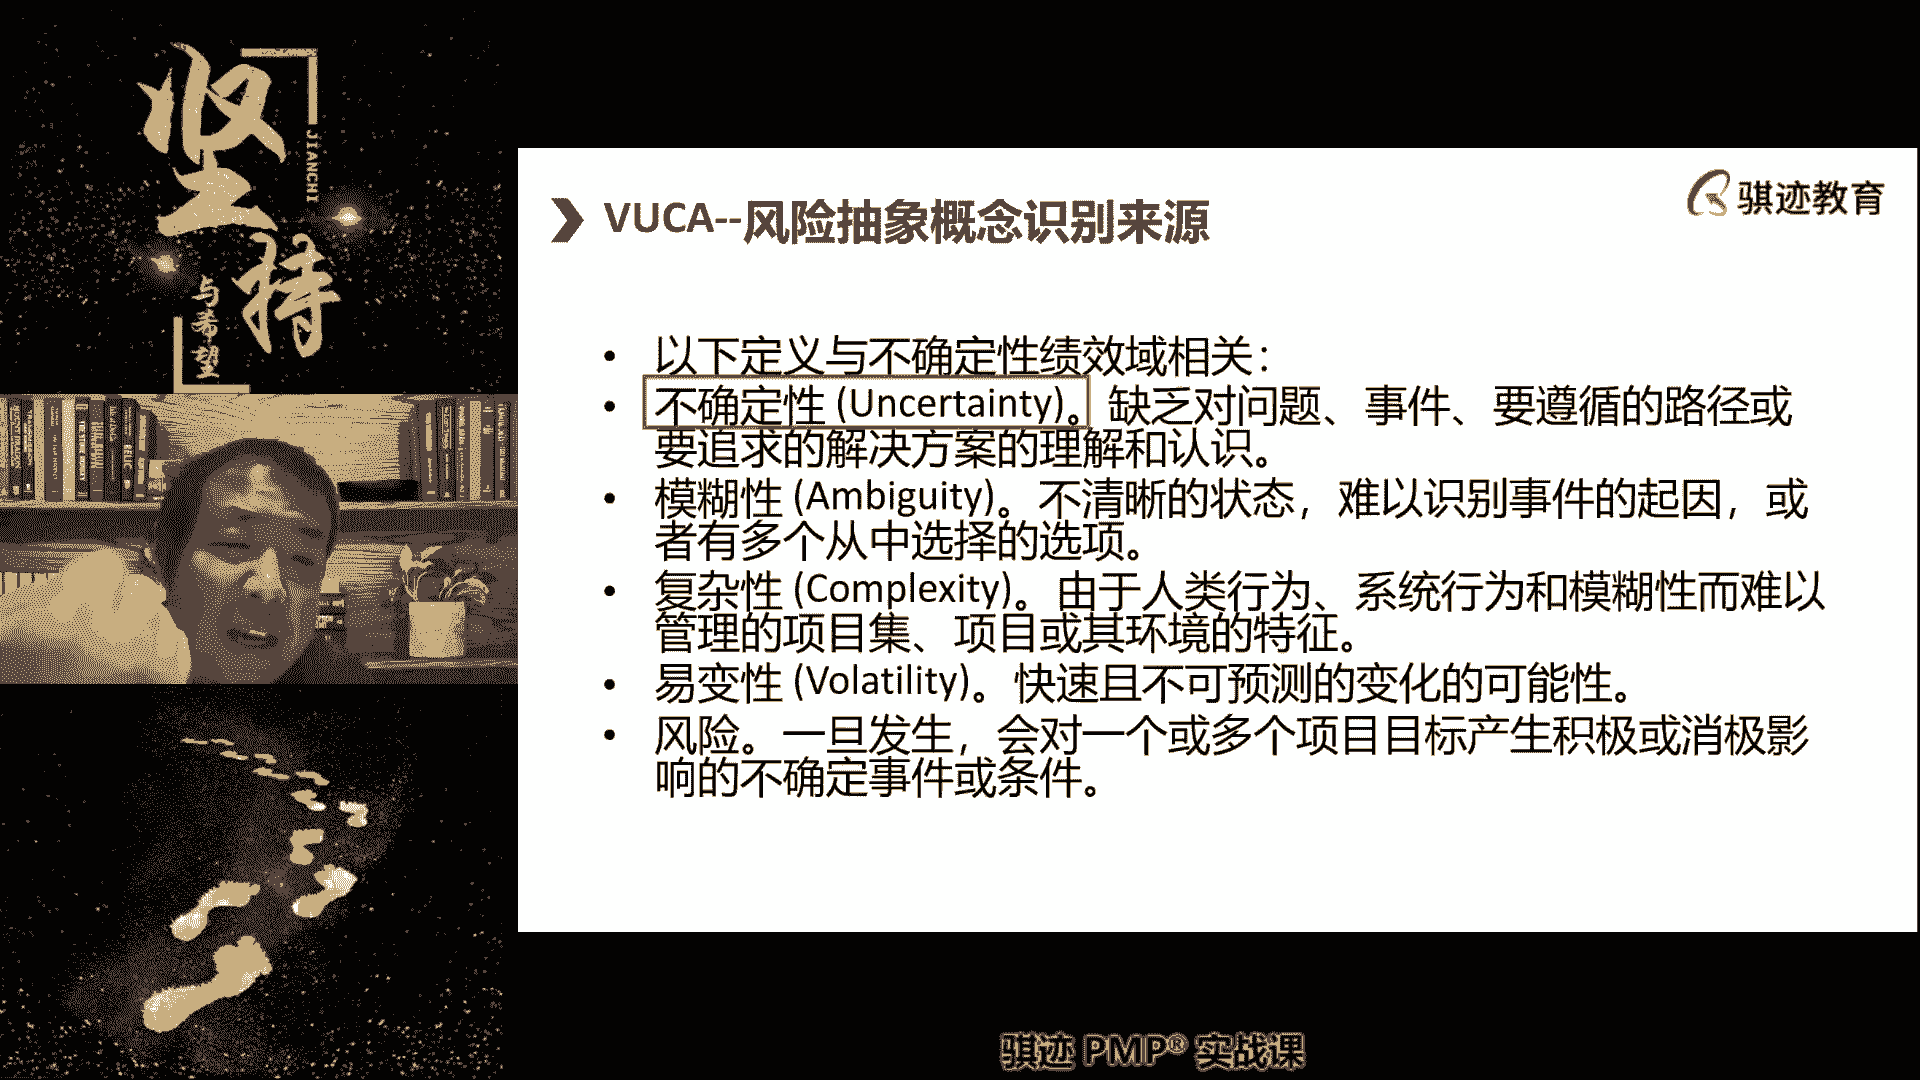 坚持
JIANCHI
与希望
骐迹教育
VUCA--风险抽象概念识别来源
• 以下定义与不确定性绩效域相关：
• 不确定性 (Uncertainty)。缺乏对问题、事件、要遵循的路径或
要追求的解决方案的理解和认识。
• 模糊性 (Ambiguity)。不清晰的状态，难以识别事件的起因，或
者有多个从中选择的选项。
• 复杂性 (Complexity)。由于人类行为、系统行为和模糊性而难以
管理的项目集、项目或其环境的特征。
• 易变性 (Volatility)。快速且不可预测的变化的可能性。
• 风险。一旦发生，会对一个或多个项目目标产生积极或消极影
响的不确定事件或条件。
骐迹 PMP® 实战课